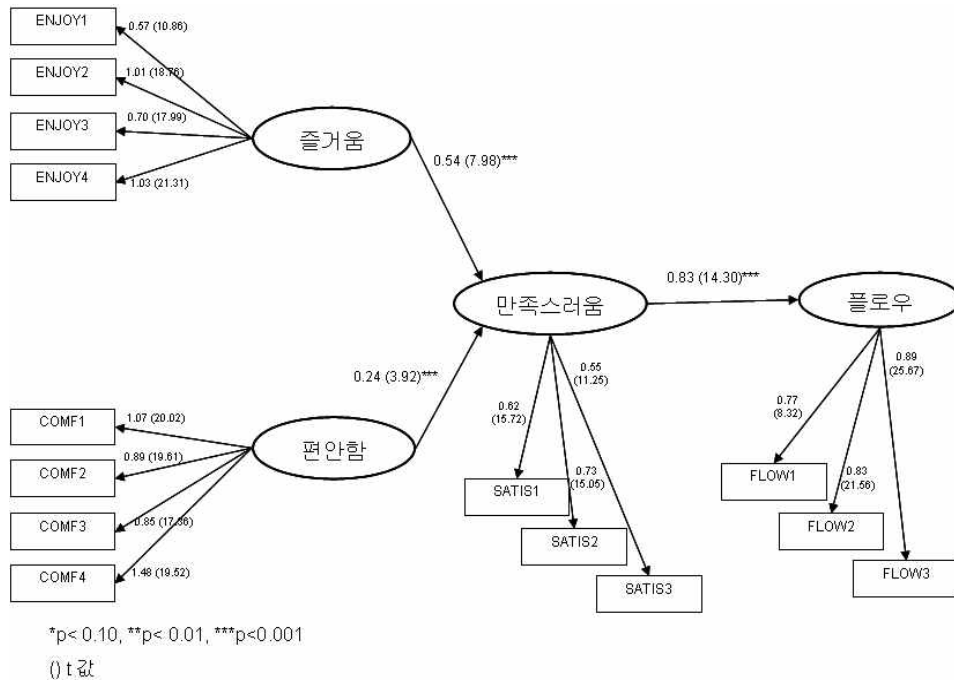 ENJOY1
0.57 (10.86)
ENJOY2
1.01 (18.76)
ENJOY3
0.70 (17.99)
ENJOY4
1.03 (21.31)
즐거움
0.54 (7.98)***
만족스러움
0.83 (14.30)***
플로우
0.24 (3.92)***
편안함
COMF1
1.07 (20.02)
COMF2
0.89 (19.61)
COMF3
0.85 (17.36)
COMF4
1.48 (19.52)
0.62
(15.72)
0.55
(11.25)
0.73
(15.05)
SATIS1
SATIS2
SATIS3
0.77
(8.32)
0.89
(25.67)
0.83
(21.56)
FLOW1
FLOW2
FLOW3
*p< 0.10, **p< 0.01, ***p<0.001
() t 값